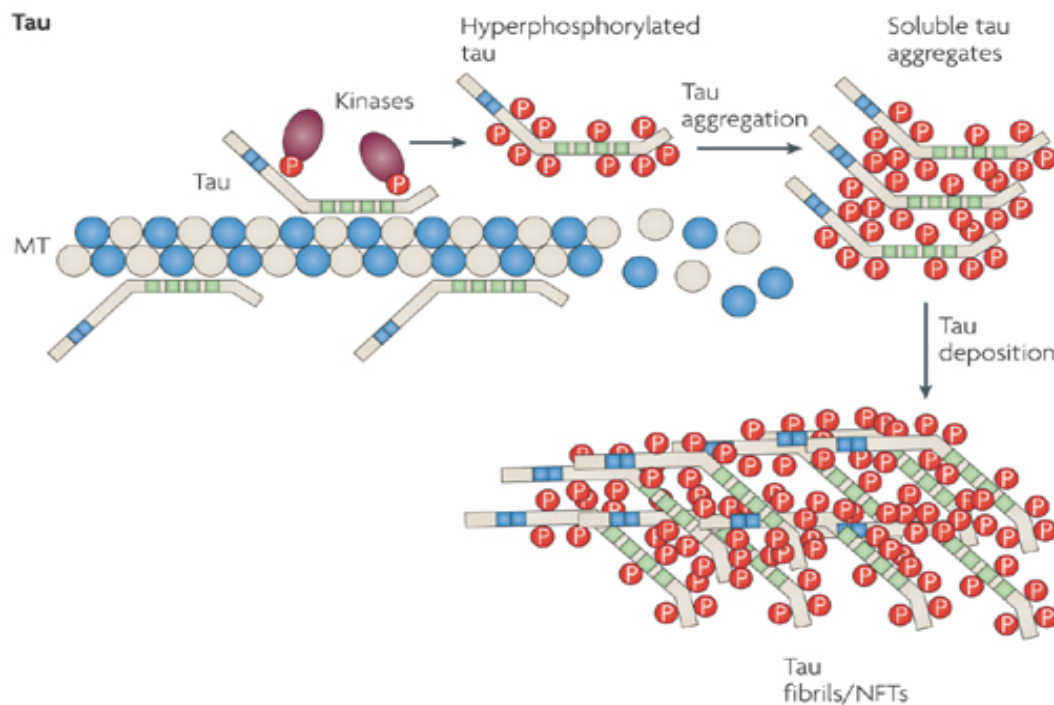 Tau
Hyperphosphorylated
tau
Soluble tau
aggregates
Kinases
Tau
aggregation
Tau
MT
P
P
Tau
deposition
Tau
fibrils/NFTs